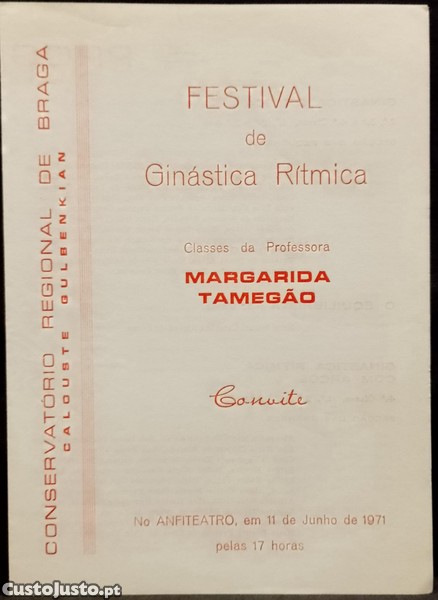 CONSERVATÓRIO REGIONAL DE BRAGA
CALOUSTE GULBENKIAN
FESTIVAL
de
Ginástica Rítmica
Classes da Professora
MARGARIDA
TAMEGÃO
Convite
No ANFITEATRO, em 11 de Junho de 1971
pelas 17 horas
CustoJusto.pt